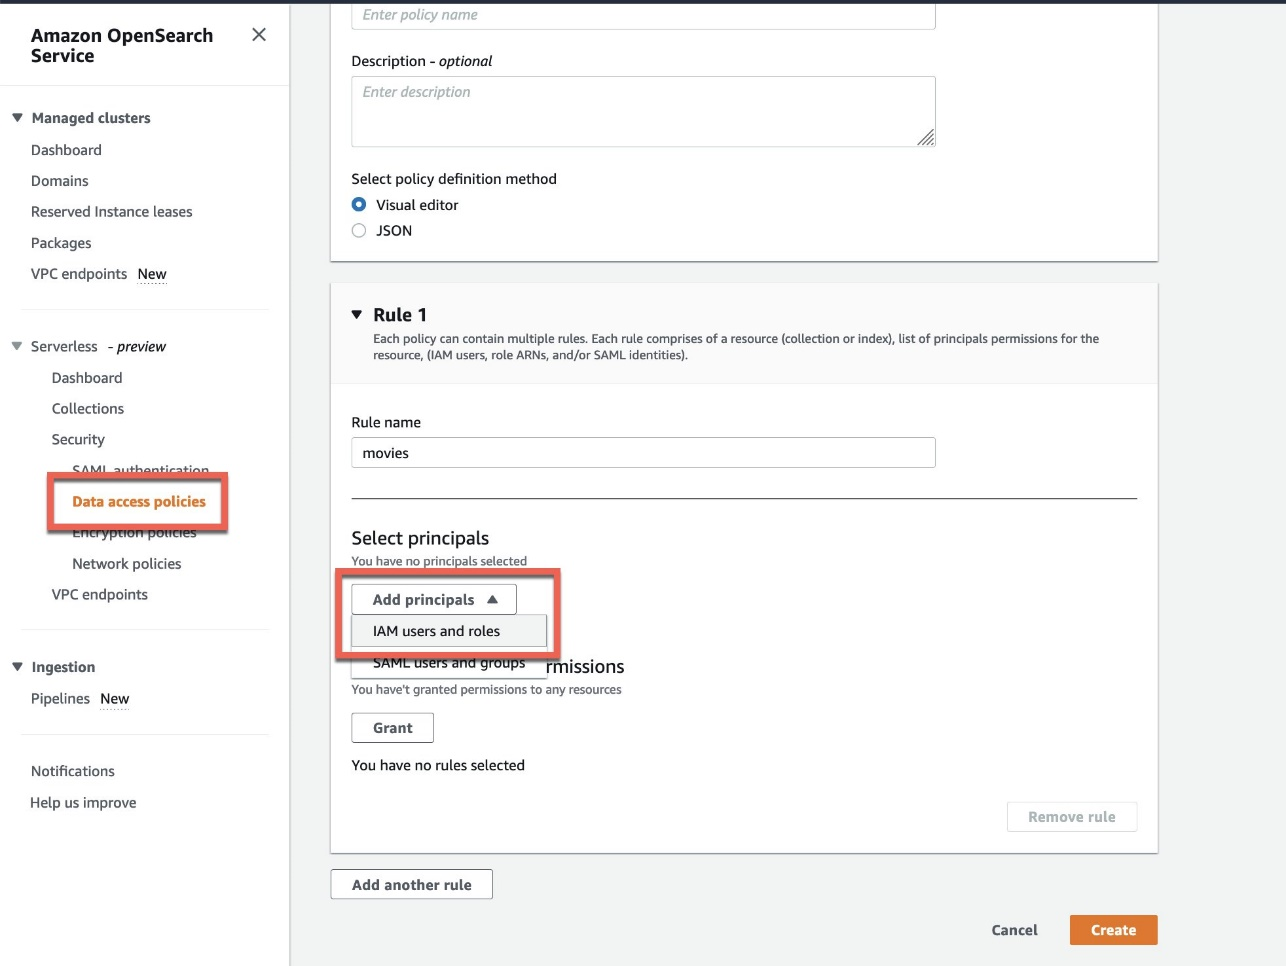 Amazon OpenSearch
Service
Managed clusters
Dashboard
Domains
Reserved Instance leases
Packages
VPC endpoints New
Serverless - preview
Dashboard
Collections
Security
SAML authentication
Data access policies
Encryption policies
Network policies
VPC endpoints
Ingestion
Pipelines New
Notifications
Help us improve
Enter policy name
Description - optional
Enter description
Select policy definition method
Visual editor
JSON
Rule 1
Each policy can contain multiple rules. Each rule comprises of a resource (collection or index), list of principals permissions for the
resource, (IAM users, role ARNs, and/or SAML identities).
Rule name
movies
Select principals
You have no principals selected
Add principals
IAM users and roles
SAML users and groups
rmissions
You have't granted permissions to any resources
Grant
You have no rules selected
Remove rule
Add another rule
Cancel
Create